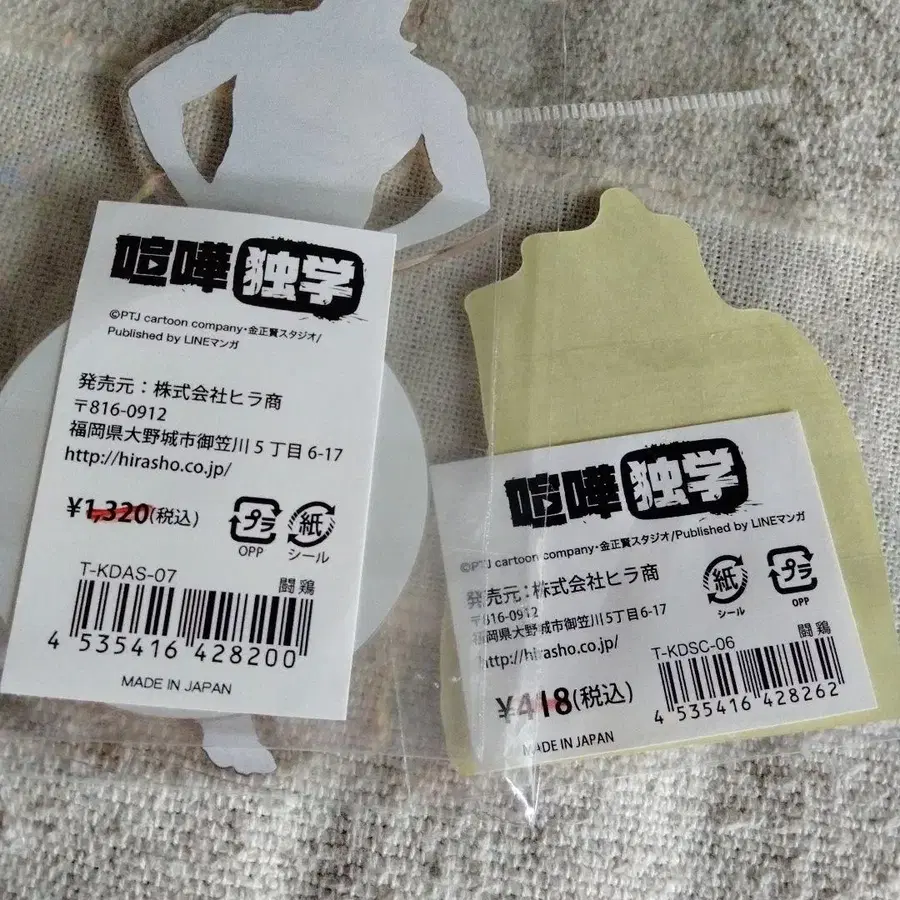 喧嘩独学
©PTJ cartoon company・金正賢スタジオ/
Published by LINEマンガ
発売元：株式会社ヒラ商
〒816-0912
福岡県大野城市御笠川５丁目 6-17
http://hirasho.co.jp/
¥1,320(税込)
プラ
OPP
紙
シール
T-KDAS-07
闘鶏
4 535416 428200
MADE IN JAPAN
喧嘩独学
©PTJ cartoon company・金正賢スタジオ/Published by LINEマンガ
発売元：株式会社ヒラ商
〒816-0912
福岡県大野城市御笠川５丁目 6-17
http://hirasho.co.jp/
紙
シール
プラ
OPP
¥418(税込)
T-KDSC-06
闘鶏
4 535416 428262
MADE IN JAPAN